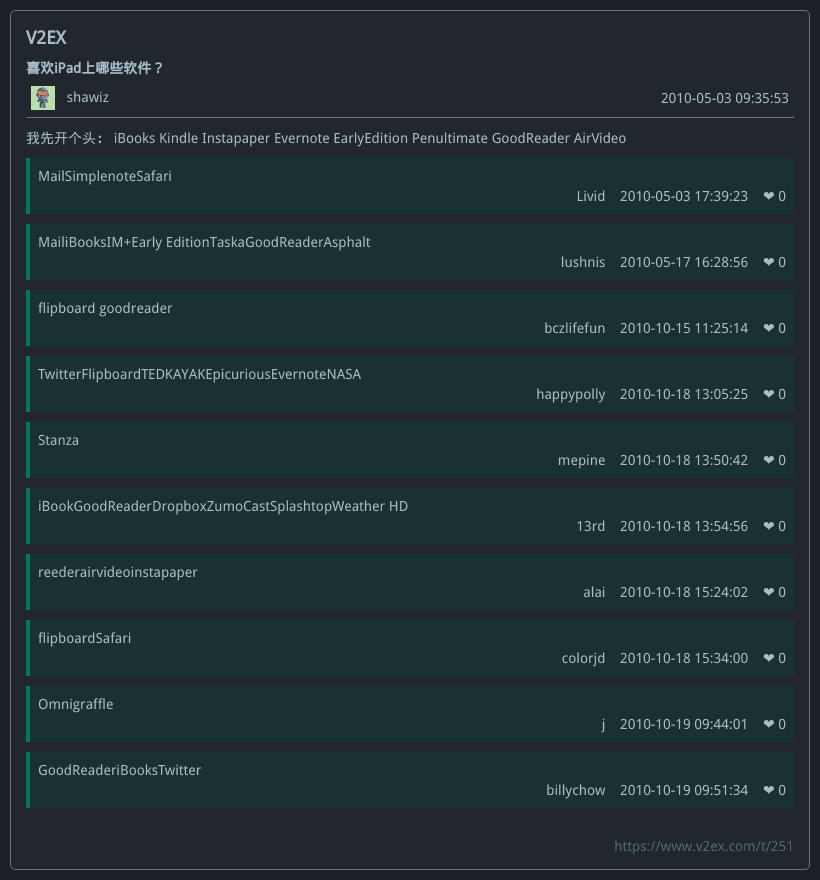 V2EX
喜欢iPad上哪些软件？
shawiz 2010-05-03 09:35:53
我先开个头: iBooks Kindle Instapaper Evernote EarlyEdition Penultimate GoodReader AirVideo
MailSimplenoteSafari
Livid 2010-05-03 17:39:23 ❤ 0
MailiBooksIM+Early EditionTaskaGoodReaderAsphalt
lushnis 2010-05-17 16:28:56 ❤ 0
flipboard goodreader
bczlifefun 2010-10-15 11:25:14 ❤ 0
TwitterFlipboardTEDKAYAKEpicuriousEvernoteNASA
happypolly 2010-10-18 13:05:25 ❤ 0
Stanza
mepine 2010-10-18 13:50:42 ❤ 0
iBookGoodReaderDropboxZumoCastSplashtopWeather HD
13rd 2010-10-18 13:54:56 ❤ 0
reederairvideoinstapaper
alai 2010-10-18 15:24:02 ❤ 0
flipboardSafari
colorjd 2010-10-18 15:34:00 ❤ 0
Omnigraffle
j 2010-10-19 09:44:01 ❤ 0
GoodReaderiBooksTwitter
billychow 2010-10-19 09:51:34 ❤ 0
https://www.v2ex.com/t/251